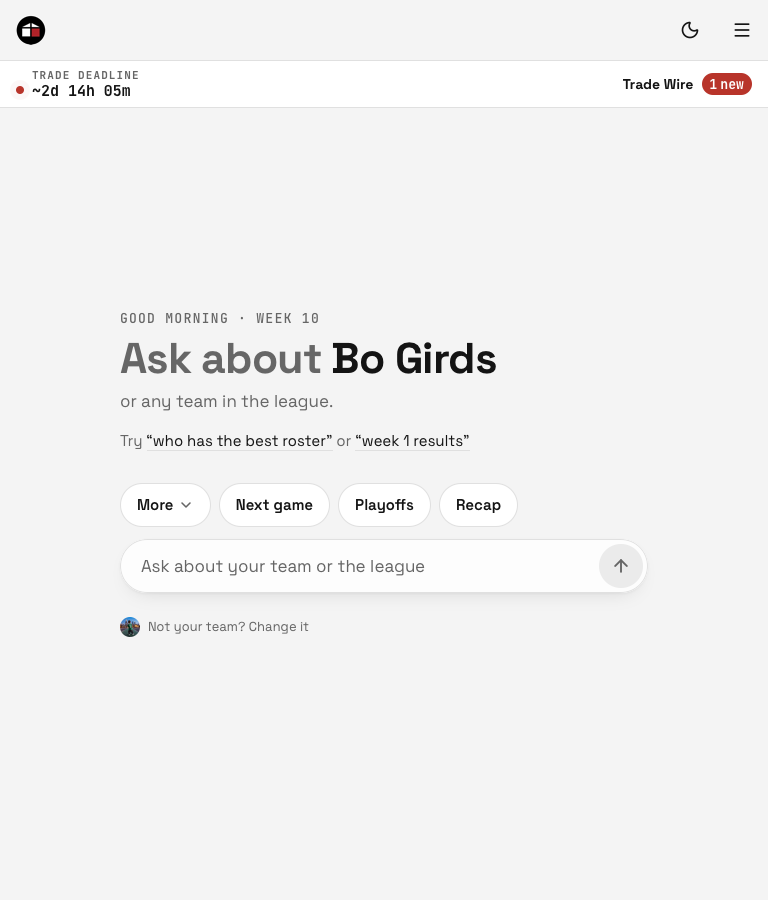 TRADE DEADLINE
~2d 14h 05m
Trade Wire 1 new
GOOD MORNING · WEEK 10
Ask about Bo Girds
or any team in the league.
Try “who has the best roster” or “week 1 results”
More Next game Playoffs Recap
Ask about your team or the league
Not your team? Change it